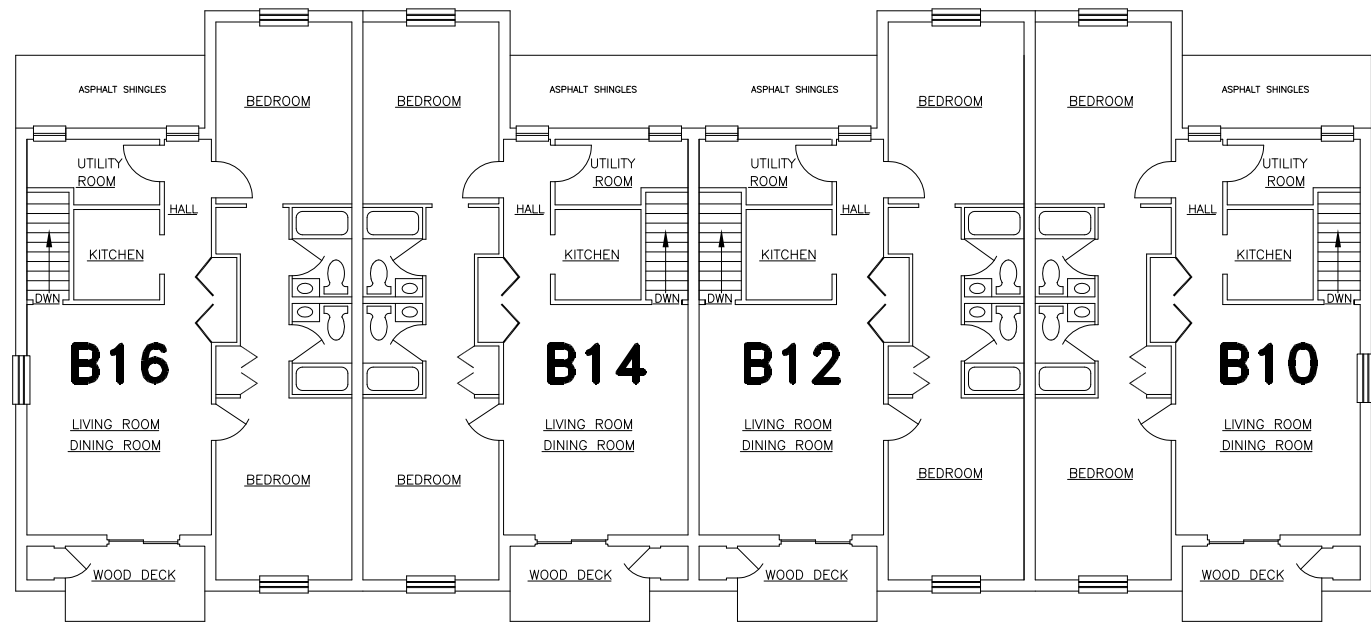 ASPHALT SHINGLES
BEDROOM
BEDROOM
ASPHALT SHINGLES
ASPHALT SHINGLES
BEDROOM
BEDROOM
ASPHALT SHINGLES
UTILITY
ROOM
UTILITY
ROOM
UTILITY
ROOM
UTILITY
ROOM
HALL
HALL
HALL
HALL
KITCHEN
KITCHEN
KITCHEN
KITCHEN
DWN
DWN
DWN
DWN
B16
B14
B12
B10
LIVING ROOM
DINING ROOM
LIVING ROOM
DINING ROOM
LIVING ROOM
DINING ROOM
LIVING ROOM
DINING ROOM
BEDROOM
BEDROOM
BEDROOM
BEDROOM
WOOD DECK
WOOD DECK
WOOD DECK
WOOD DECK